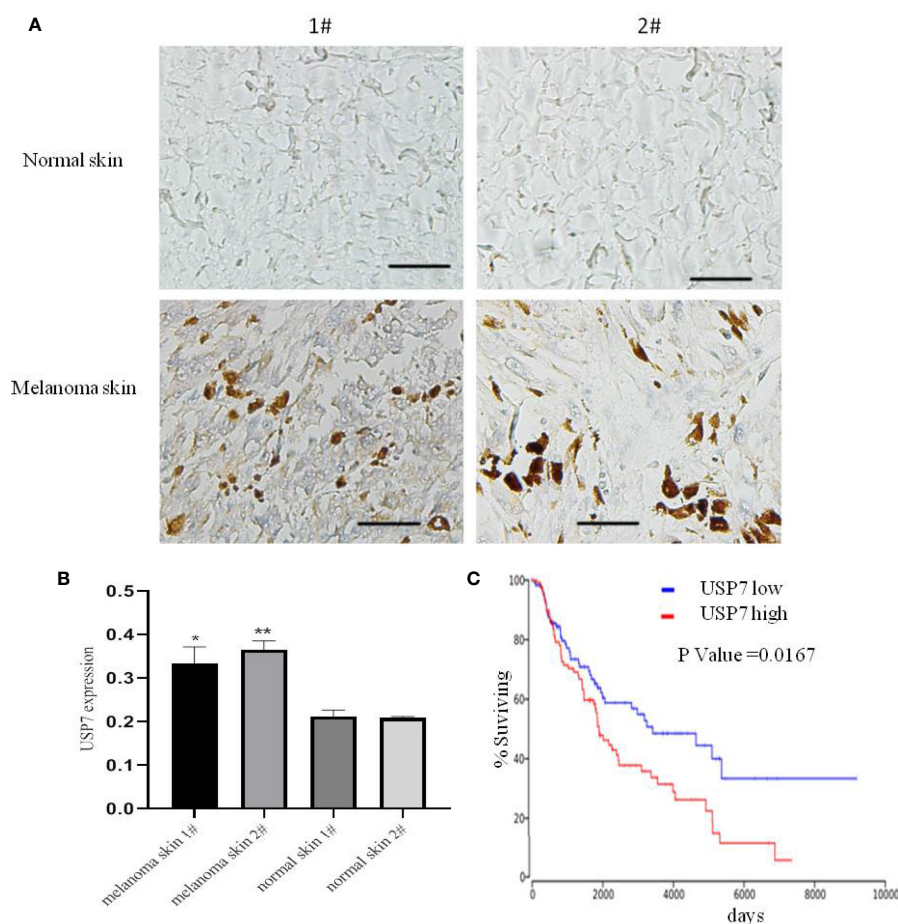 A
1#
2#
Normal skin
Melanoma skin
B
0.5
0.4
0.3
0.2
0.1
0.0
USP7 expression
*
**
melanoma skin 1#
melanoma skin 2#
normal skin 1#
normal skin 2#
C
100
80
60
40
20
0
% Suviving
USP7 low
USP7 high
P Value =0.0167
0
2000
4000
6000
8000
10000
days